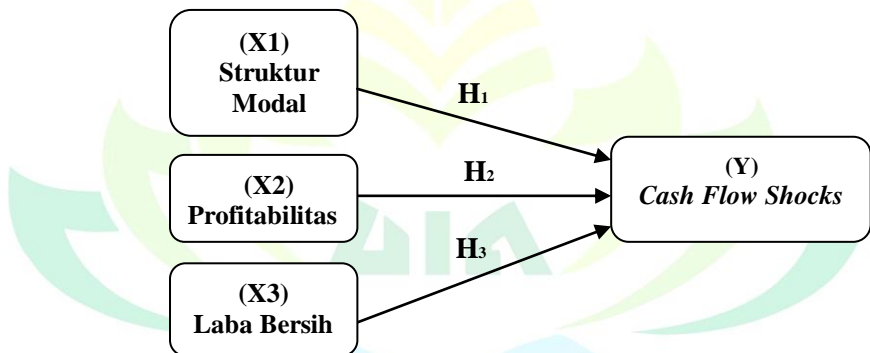 (X1)
Struktur
Modal
H1
(X2)
Profitabilitas
H2
(Y)
Cash Flow Shocks
(X3)
Laba Bersih
H3